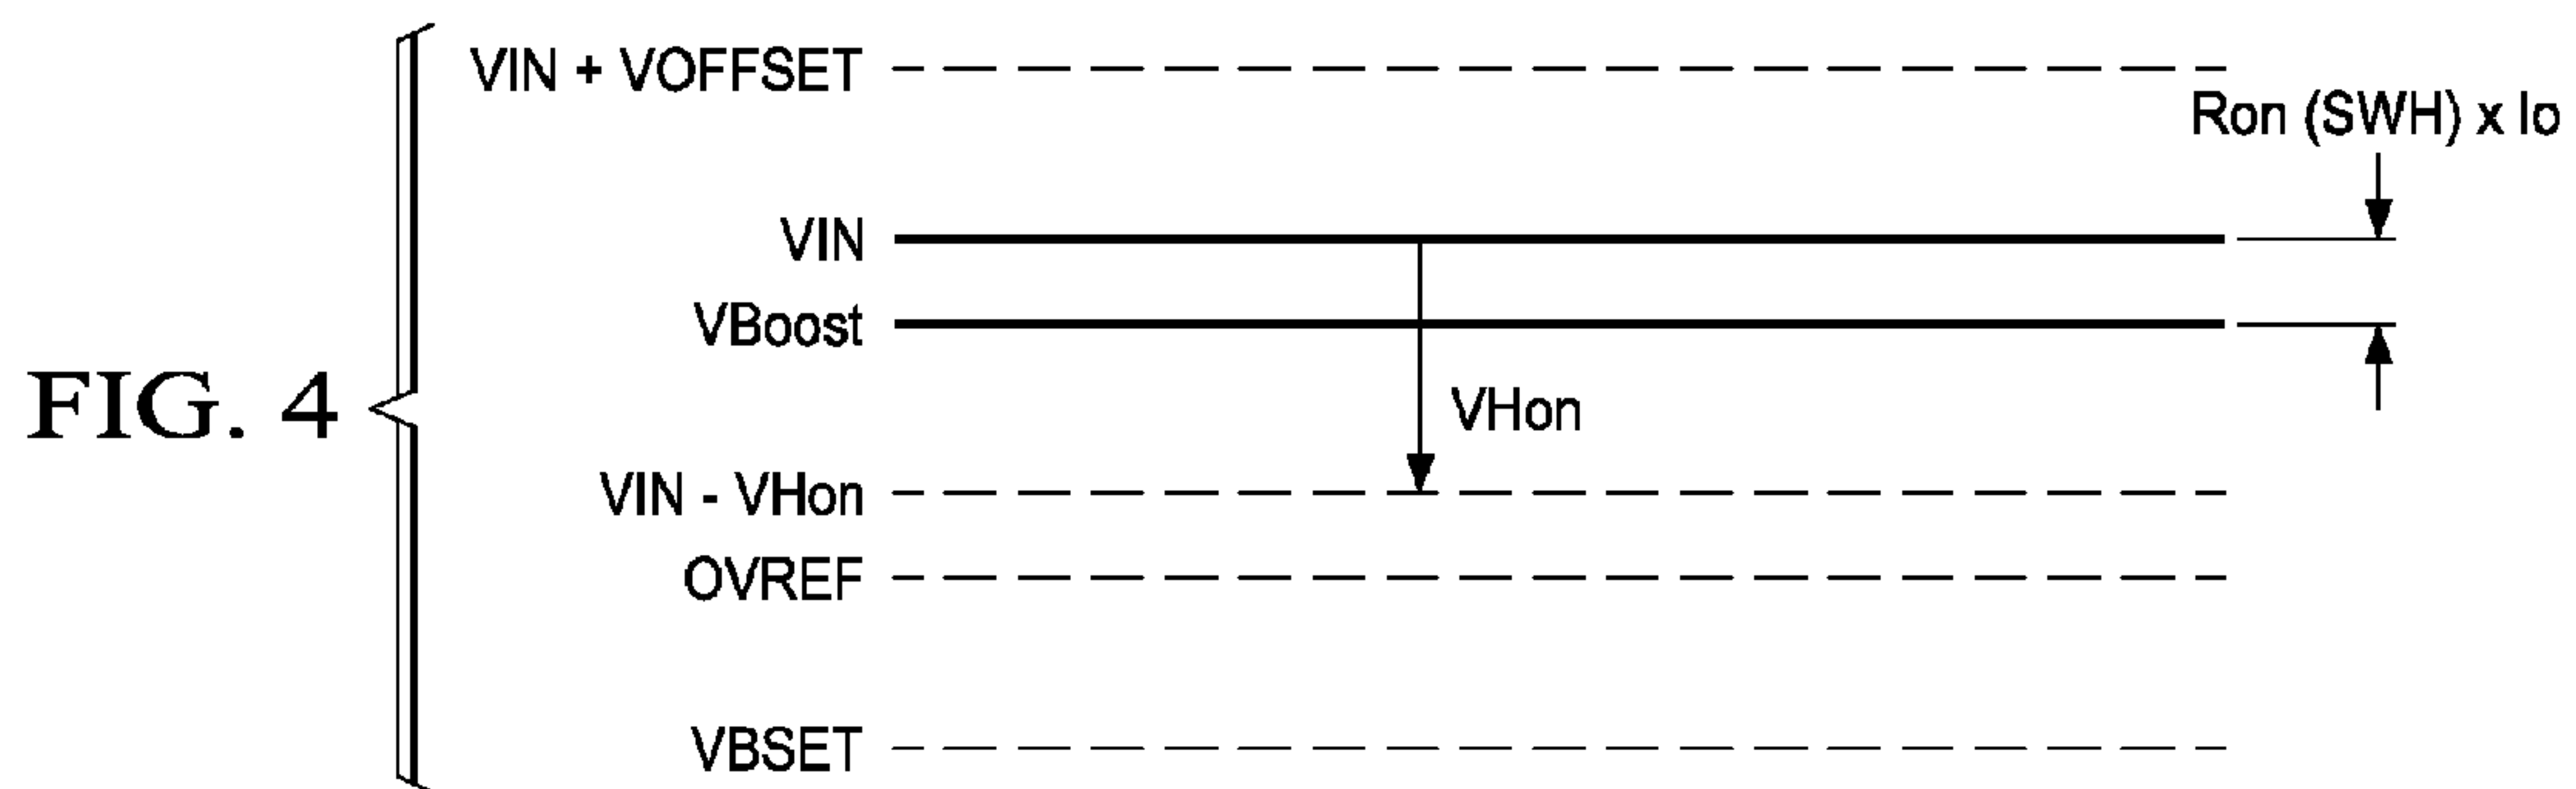 VIN + VOFFSET
Ron (SWH) x Io
VIN
VBoost
FIG. 4
VHon
VIN - VHon
OVREF
VBSET